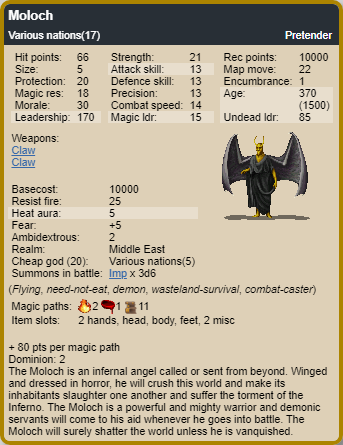 Moloch
Various nations(17) Pretender
Hit points: 66 Strength: 21 Rec points: 10000
Size: 5 Attack skill: 13 Map move: 22
Protection: 20 Defence skill: 13 Encumbrance: 1
Magic res: 18 Precision: 13 Age: 370
Morale: 30 Combat speed: 14 (1500)
Leadership: 170 Magic ldr: 15 Undead ldr: 85
Weapons:
Claw
Claw
Basecost: 10000
Resist fire: 25
Heat aura: 5
Fear: +5
Ambidextrous: 2
Realm: Middle East
Cheap god (20): Various nations(5)
Summons in battle: Imp x 3d6
(Flying, need-not-eat, demon, wasteland-survival, combat-caster)
Magic paths: 2 1 11
Item slots: 2 hands, head, body, feet, 2 misc
+ 80 pts per magic path
Dominion: 2
The Moloch is an infernal angel called or sent from beyond. Winged
and dressed in horror, he will crush this world and make its
inhabitants slaughter one another and suffer the torment of the
Inferno. The Moloch is a powerful and mighty warrior and demonic
servants will come to his aid whenever he goes into battle. The
Moloch will surely shatter the world unless he is vanquished.